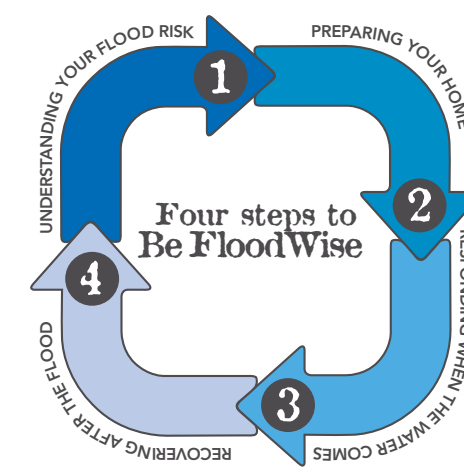 UNDERSTANDING YOUR FLOOD RISK
1
PREPARING YOUR HOME
2
Four steps to
Be FloodWise
RESPONDING WHEN THE WATER COMES
3
RECOVERING AFTER THE FLOOD
4